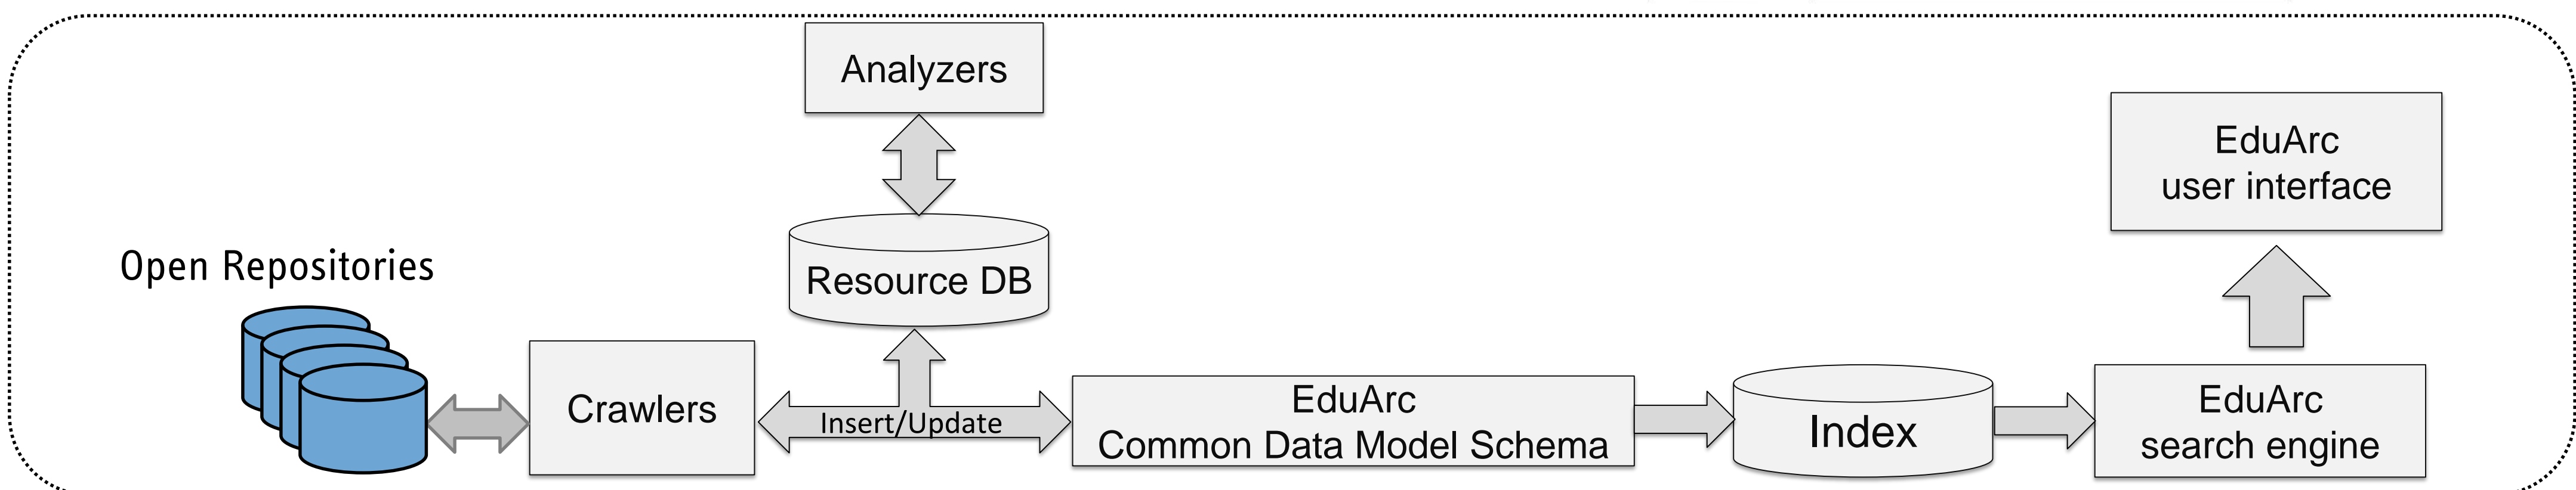 Analyzers
EduArc
user interface
Open Repositories
Resource DB
Crawlers
Insert/Update
EduArc
Common Data Model Schema
Index
EduArc
search engine